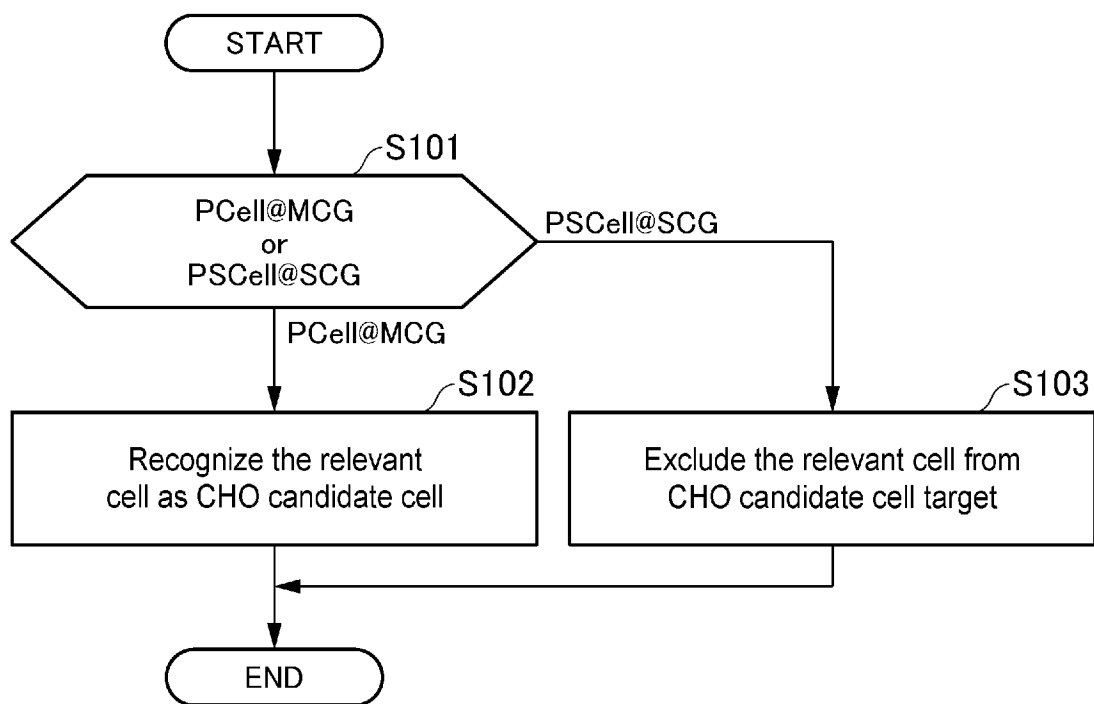 START
S101
PCell@MCG
or
PSCell@SCG
PSCell@SCG
PCell@MCG
S102
S103
Recognize the relevant
cell as CHO candidate cell
Exclude the relevant cell from
CHO candidate cell target
END